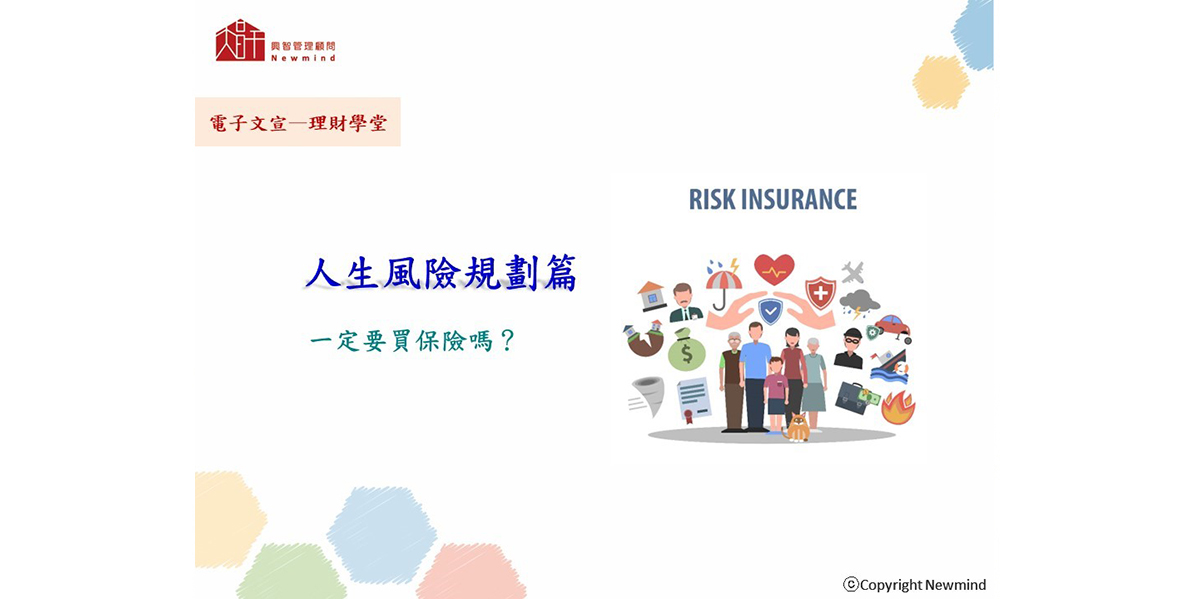 興智管理顧問
Newmind
電子文宣—理財學堂
RISK INSURANCE
人生風險規劃篇
一定要買保險嗎？
$
ⓒCopyright Newmind